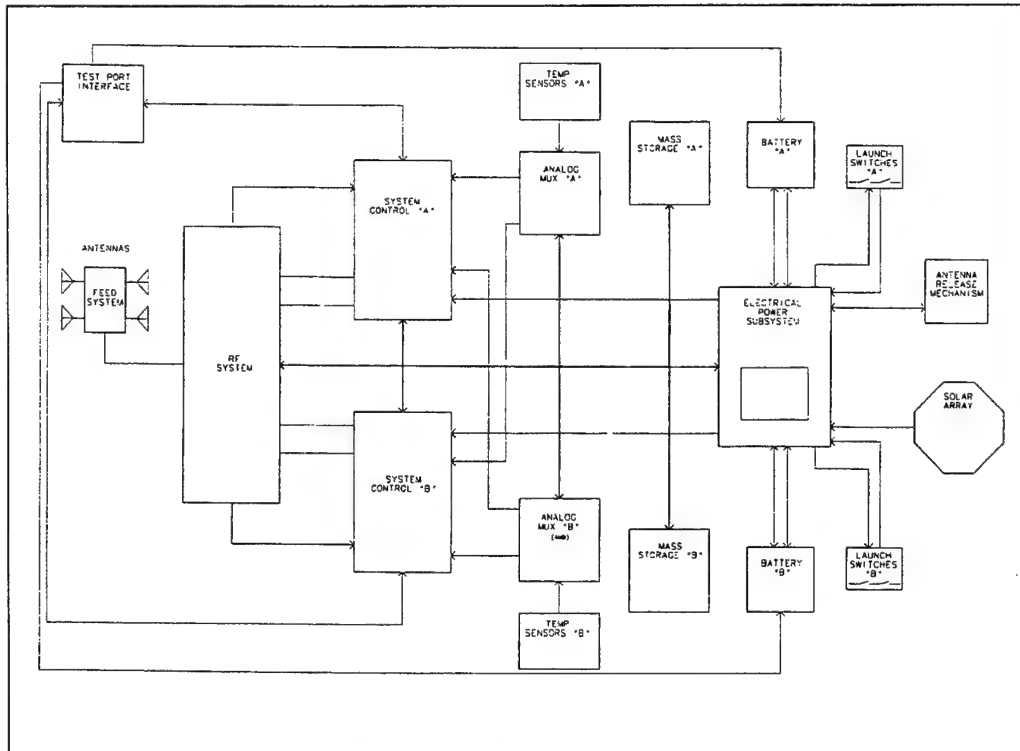 TEST PORT
INTERFACE
TEMP
SENSORS "A"
MASS
STORAGE "A"
BATTERY
"A"
LAUNCH
SWITCHES
"A"
ANALOG
MUX "A"
SYSTEM
CONTROL "A"
ANTENNAS
FEED
SYSTEM
RF
SYSTEM
ELECTRICAL
POWER
SUBSYSTEM
ANTENNA
RELEASE
MECHANISM
SOLAR
ARRAY
SYSTEM
CONTROL "B"
ANALOG
MUX "B"
MASS
STORAGE "B"
BATTERY
"B"
LAUNCH
SWITCHES
"B"
TEMP
SENSORS "B"